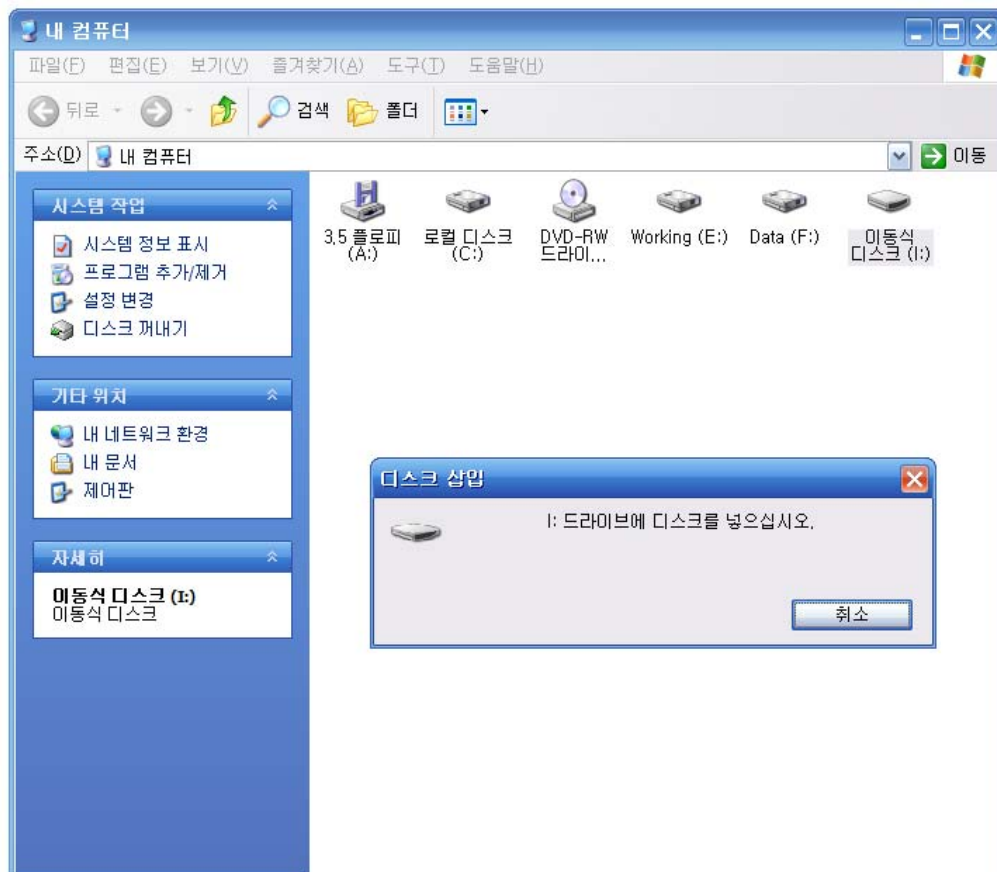 내 컴퓨터
파일(F) 편집(E) 보기(V) 즐겨찾기(A) 도구(T) 도움말(H)
뒤로 검색 폴더
주소(D) 내 컴퓨터 이동
시스템 작업
시스템 정보 표시
프로그램 추가/제거
설정 변경
디스크 꺼내기
기타 위치
내 네트워크 환경
내 문서
제어판
자세히
이동식 디스크 (I:)
이동식 디스크
3.5 플로피
(A:)
로컬 디스크
(C:)
DVD-RW
드라이...
Working (E:)
Data (F:)
이동식
디스크 (I:)
디스크 삽입
I: 드라이브에 디스크를 넣으십시오.
취소